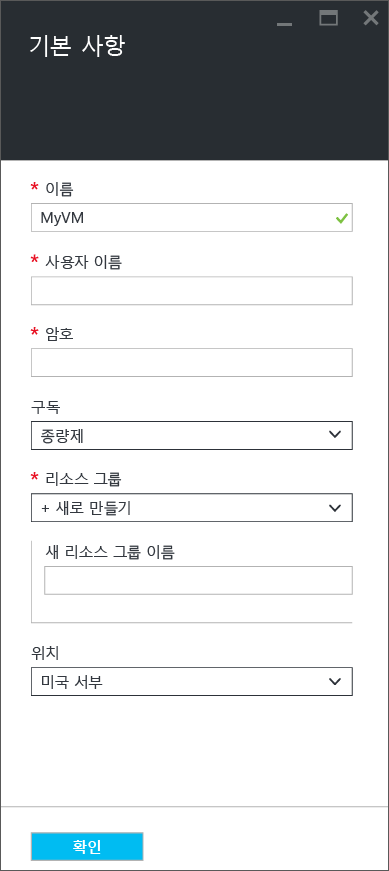 기본 사항
* 이름
MyVM
* 사용자 이름
* 암호
구독
종량제
* 리소스 그룹
+ 새로 만들기
새 리소스 그룹 이름
위치
미국 서부
확인